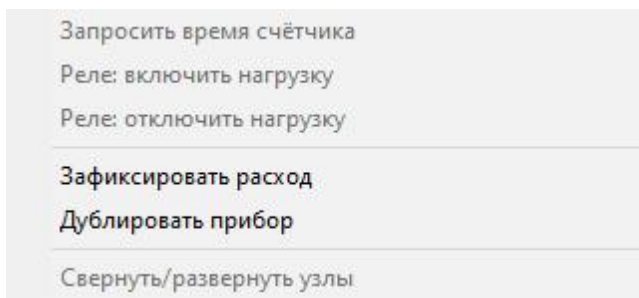 Запросить время счётчика
Реле: включить нагрузку
Реле: отключить нагрузку
Зафиксировать расход
Дублировать прибор
Свернуть/развернуть узлы